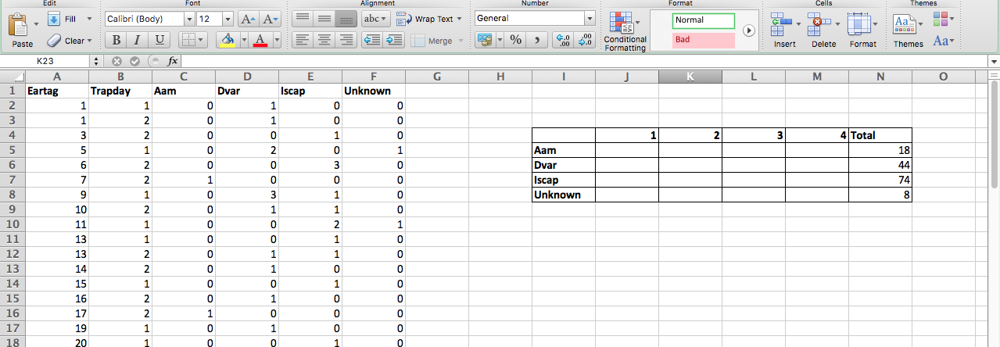 Edit Font Alignment Number Format Cells Themes
Fill Calibri (Body) 12 A A abc Wrap Text General Normal Aa
Paste Clear B I U A Merge % , .0 .00 .00 .0 Conditional Formatting Bad Insert Delete Format Themes Aa
K23 fx
A B C D E F G H I J K L M N O
1 Eartag Trapday Aam Dvar Iscap Unknown
2 1 1 0 1 0 0
3 1 2 0 1 0 0
4 3 2 0 0 1 0 1 2 3 4 Total
5 5 1 0 2 0 1 Aam 18
6 6 2 0 0 3 0 Dvar 44
7 7 2 1 0 0 0 Iscap 74
8 9 1 0 3 1 0 Unknown 8
9 10 2 0 1 1 0
10 11 1 0 0 2 1
11 13 1 0 0 1 0
12 13 2 0 1 1 0
13 14 2 0 1 0 0
14 15 1 0 0 1 0
15 16 2 0 1 0 0
16 17 2 1 0 0 0
17 19 1 0 1 0 0
18 20 1 0 0 1 0